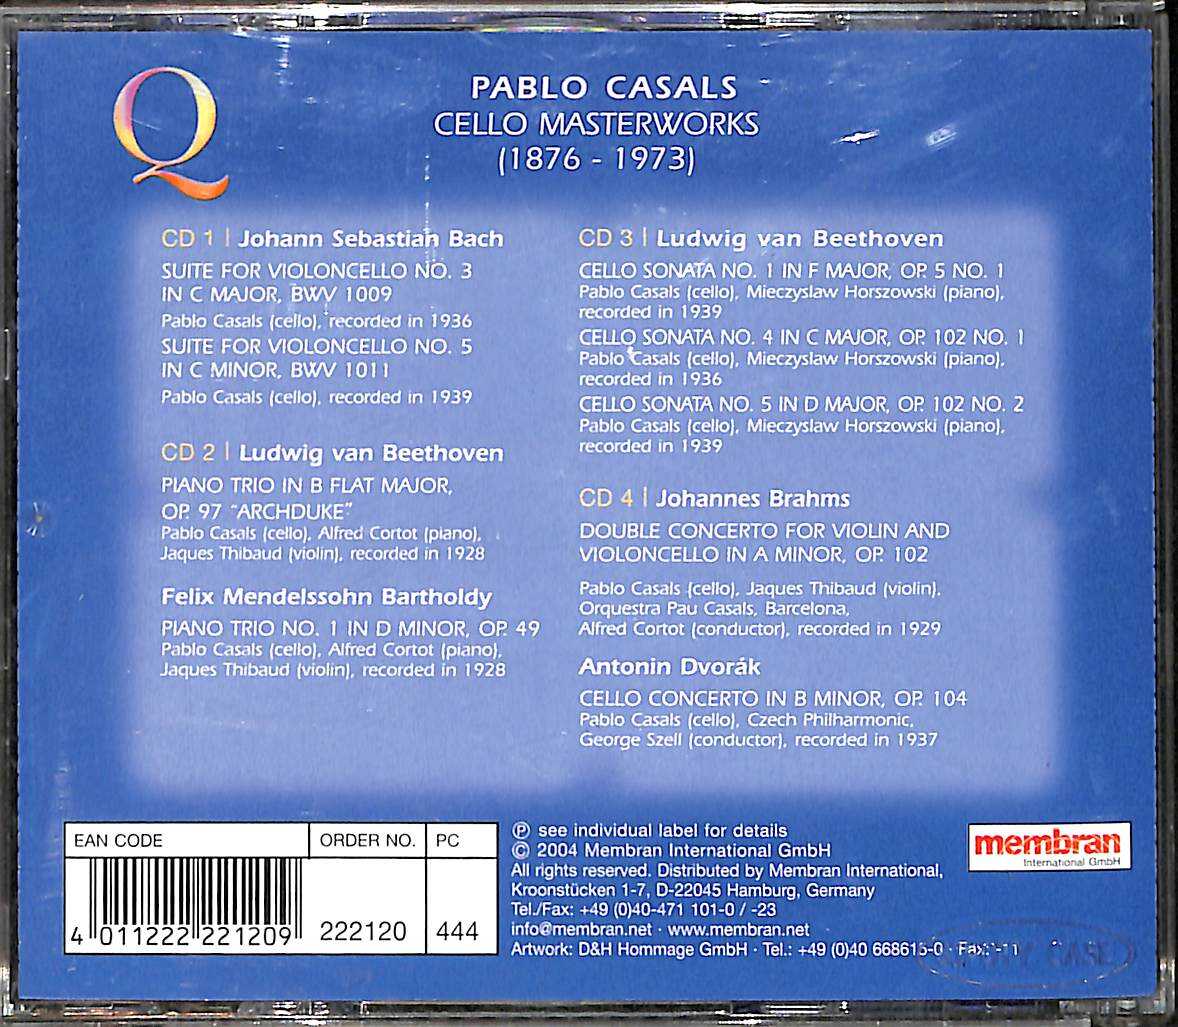 Q
PABLO CASALS
CELLO MASTERWORKS
(1876 - 1973)
CD 1 | Johann Sebastian Bach
SUITE FOR VIOLONCELLO NO. 3
IN C MAJOR, BWV 1009
Pablo Casals (cello), recorded in 1936
SUITE FOR VIOLONCELLO NO. 5
IN C MINOR, BWV 1011
Pablo Casals (cello), recorded in 1939
CD 2 | Ludwig van Beethoven
PIANO TRIO IN B FLAT MAJOR,
OP. 97 "ARCHDUKE"
Pablo Casals (cello), Alfred Cortot (piano),
Jaques Thibaud (violin), recorded in 1928
Felix Mendelssohn Bartholdy
PIANO TRIO NO. 1 IN D MINOR, OP. 49
Pablo Casals (cello), Alfred Cortot (piano),
Jaques Thibaud (violin), recorded in 1928
CD 3 | Ludwig van Beethoven
CELLO SONATA NO. 1 IN F MAJOR, OP. 5 NO. 1
Pablo Casals (cello), Mieczyslaw Horszowski (piano),
recorded in 1939
CELLO SONATA NO. 4 IN C MAJOR, OP. 102 NO. 1
Pablo Casals (cello), Mieczyslaw Horszowski (piano),
recorded in 1936
CELLO SONATA NO. 5 IN D MAJOR, OP. 102 NO. 2
Pablo Casals (cello), Mieczyslaw Horszowski (piano),
recorded in 1939
CD 4 | Johannes Brahms
DOUBLE CONCERTO FOR VIOLIN AND
VIOLONCELLO IN A MINOR, OP. 102
Pablo Casals (cello), Jaques Thibaud (violin),
Orquestra Pau Casals, Barcelona,
Alfred Cortot (conductor), recorded in 1929
Antonin Dvorák
CELLO CONCERTO IN B MINOR, OP. 104
Pablo Casals (cello), Czech Philharmonic,
George Szell (conductor), recorded in 1937
EAN CODE ORDER NO. PC
4 011222 221209 222120 444
℗ see individual label for details
© 2004 Membran International GmbH
All rights reserved. Distributed by Membran International,
Kroonstücken 1-7, D-22045 Hamburg, Germany
Tel./Fax: +49 (0)40-471 101-0 / -23
info@membran.net · www.membran.net
Artwork: D&H Hommage GmbH · Tel.: +49 (0)40 668615-0 · Fax: -11
membran
International GmbH
CASE